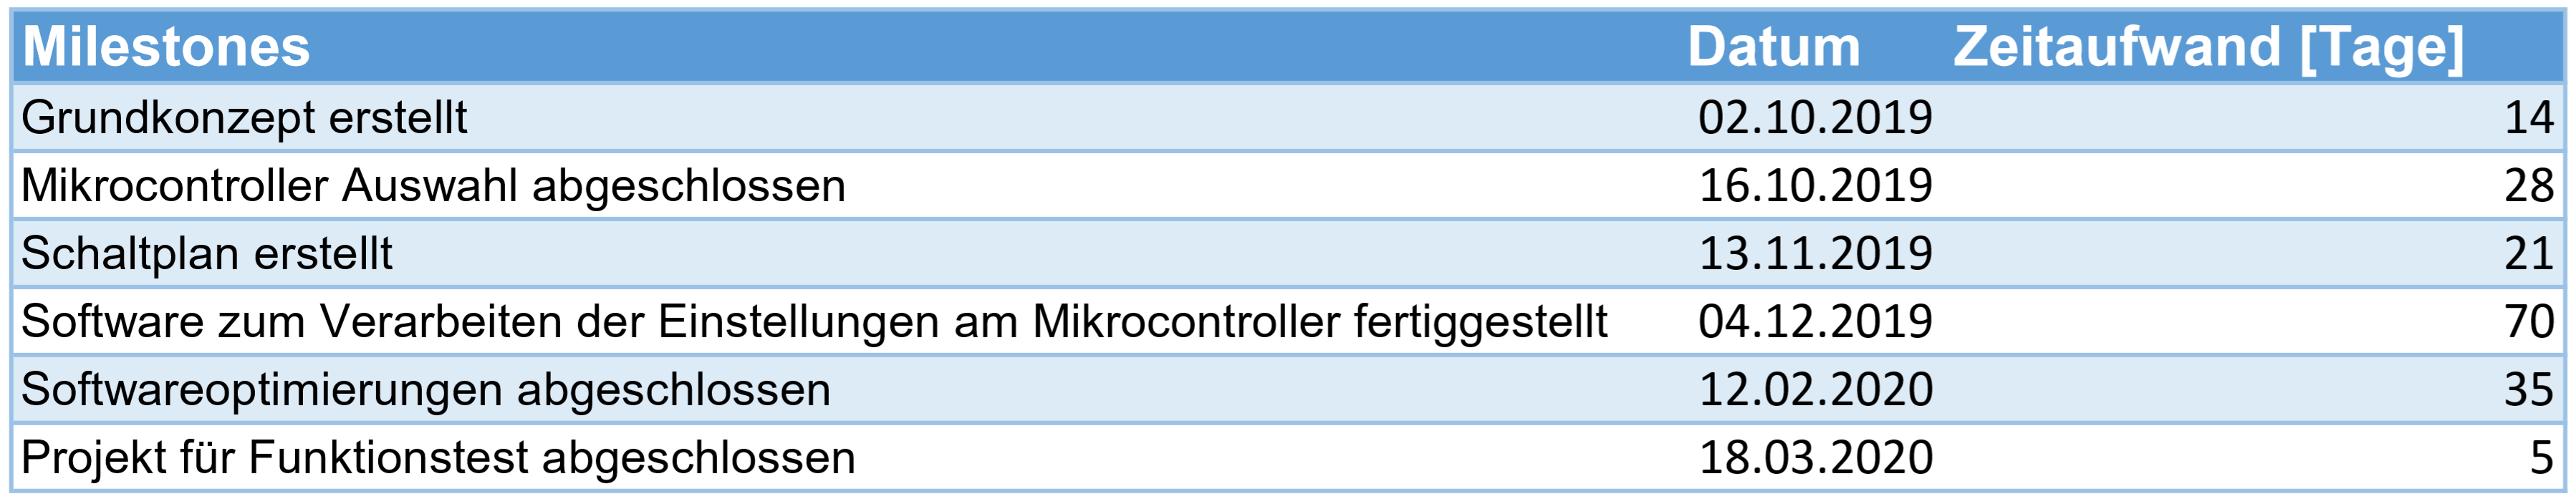 Milestones Datum Zeitaufwand [Tage]
Grundkonzept erstellt 02.10.2019 14
Mikrocontroller Auswahl abgeschlossen 16.10.2019 28
Schaltplan erstellt 13.11.2019 21
Software zum Verarbeiten der Einstellungen am Mikrocontroller fertiggestellt 04.12.2019 70
Softwareoptimierungen abgeschlossen 12.02.2020 35
Projekt für Funktionstest abgeschlossen 18.03.2020 5